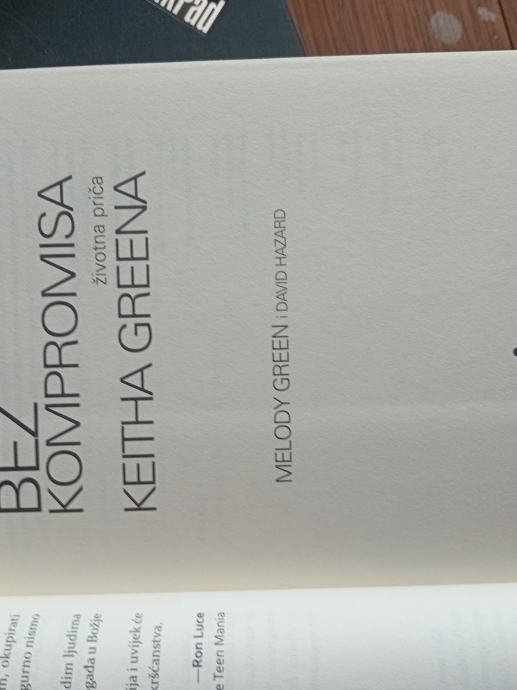 BEZ
KOMPROMISA
životna priča
KEITHA GREENA
MELODY GREEN i DAVID HAZARD
okupirati
gurno nismo
dim ljudima
u Božje
ija i uvijek će
kršćanstva.
—Ron Luce
e Teen Mania